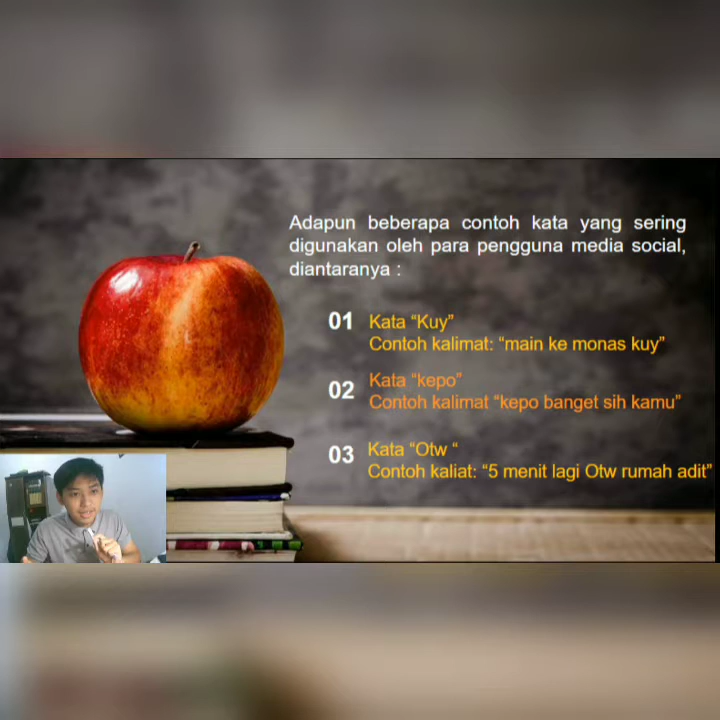 Adapun beberapa contoh kata yang sering
digunakan oleh para pengguna media social,
diantaranya :
01 Kata “Kuy”
Contoh kalimat: “main ke monas kuy”
02 Kata “kepo”
Contoh kalimat “kepo banget sih kamu”
03 Kata “Otw “
Contoh kaliat: “5 menit lagi Otw rumah adit”